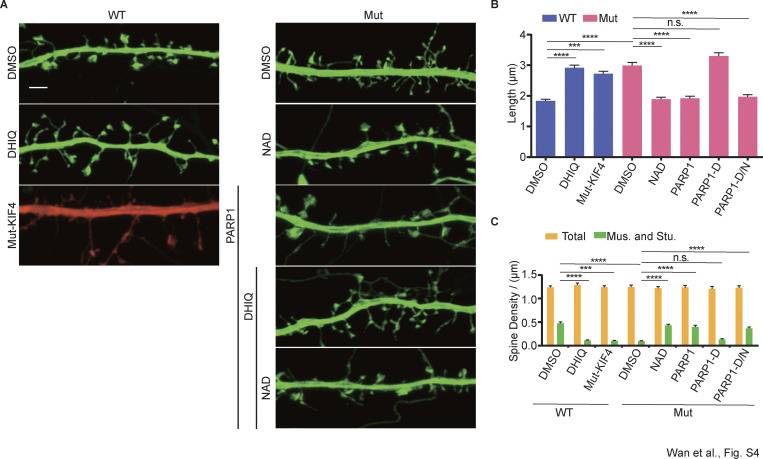 A
WT
Mut
DMSO
DHIQ
Mut-KIF4
DMSO
NAD
PARP1
DHIQ
NAD
B
WT
Mut
****
n.s.
****
****
***
****
****
****
Length (µm)
4
3
2
1
0
DMSO
DHIQ
Mut-KIF4
DMSO
NAD
PARP1
PARP1-D
PARP1-D/N
C
Total
Mus. and Stu.
****
****
n.s.
***
****
****
****
Spine Density / (µm)
1.5
1.0
0.5
0.0
DMSO
DHIQ
Mut-KIF4
DMSO
NAD
PARP1
PARP1-D
PARP1-D/N
WT
Mut
Wan et al., Fig. S4